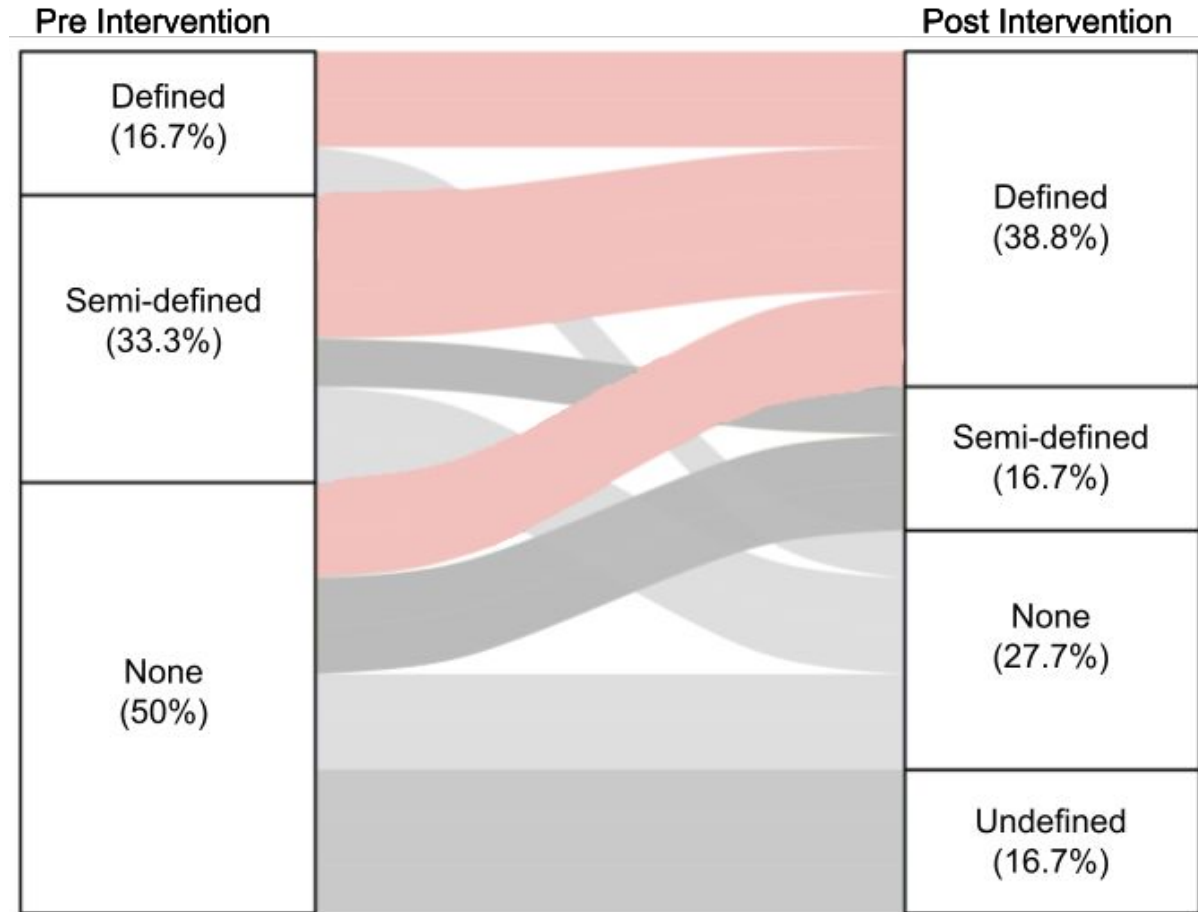 Pre Intervention
Post Intervention
Defined
(16.7%)
Semi-defined
(33.3%)
None
(50%)
Defined
(38.8%)
Semi-defined
(16.7%)
None
(27.7%)
Undefined
(16.7%)